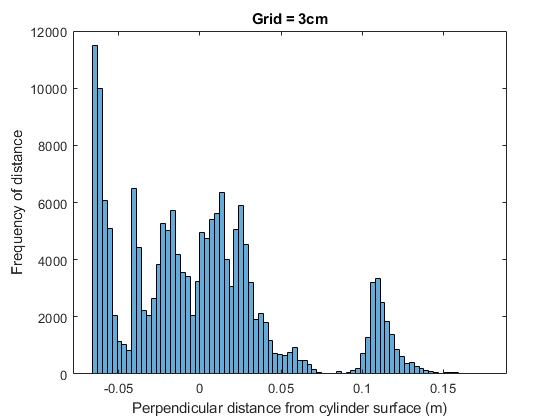 Grid = 3cm
12000
10000
8000
6000
4000
2000
0
Frequency of distance
-0.05 0 0.05 0.1 0.15
Perpendicular distance from cylinder surface (m)